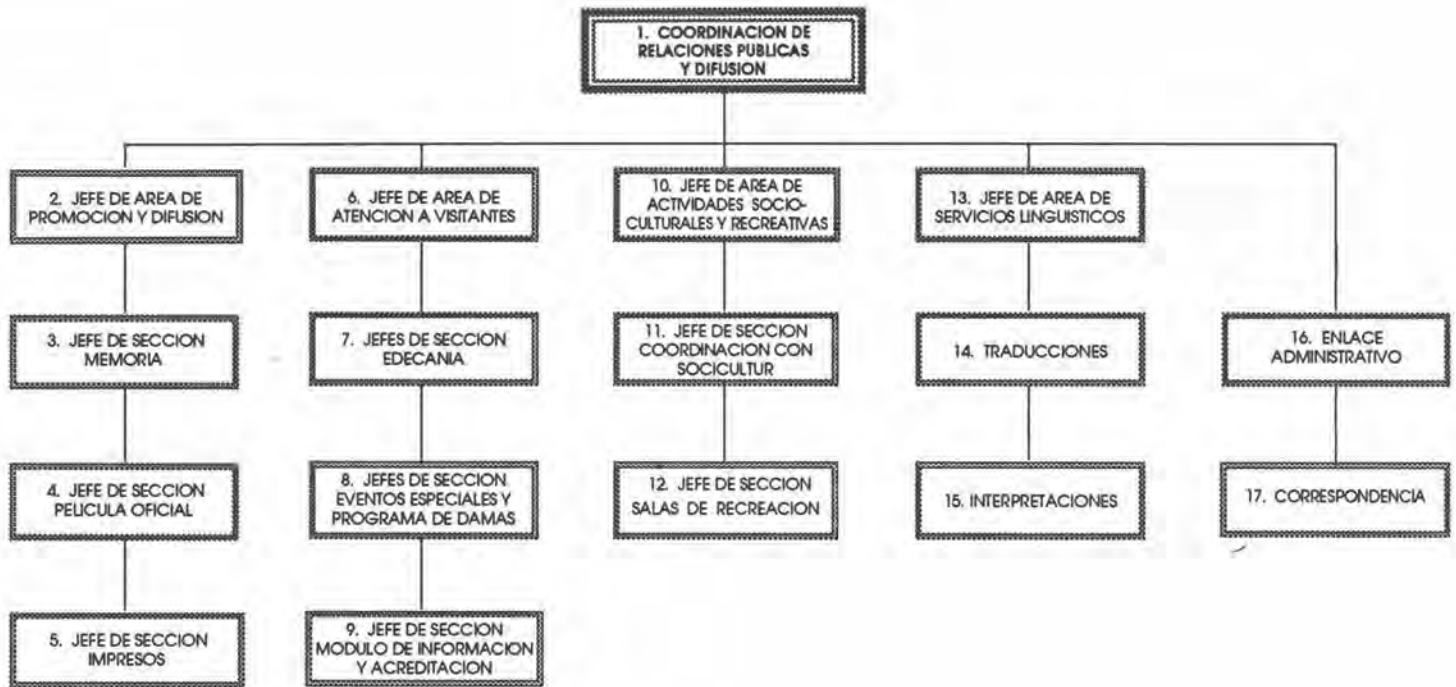 1. COORDINACION DE
RELACIONES PUBLICAS
Y DIFUSION
2. JEFE DE AREA DE
PROMOCION Y DIFUSION
6. JEFE DE AREA DE
ATENCION A VISITANTES
10. JEFE DE AREA DE
ACTIVIDADES SOCIO-
CULTURALES Y RECREATIVAS
13. JEFE DE AREA DE
SERVICIOS LINGUISTICOS
3. JEFE DE SECCION
MEMORIA
7. JEFES DE SECCION
EDECANIA
11. JEFE DE SECCION
COORDINACION CON
SOCICULTUR
14. TRADUCCIONES
16. ENLACE
ADMINISTRATIVO
4. JEFE DE SECCION
PELICULA OFICIAL
8. JEFES DE SECCION
EVENTOS ESPECIALES Y
PROGRAMA DE DAMAS
12. JEFE DE SECCION
SALAS DE RECREACION
15. INTERPRETACIONES
17. CORRESPONDENCIA
5. JEFE DE SECCION
IMPRESOS
9. JEFE DE SECCION
MODULO DE INFORMACION
Y ACREDITACION